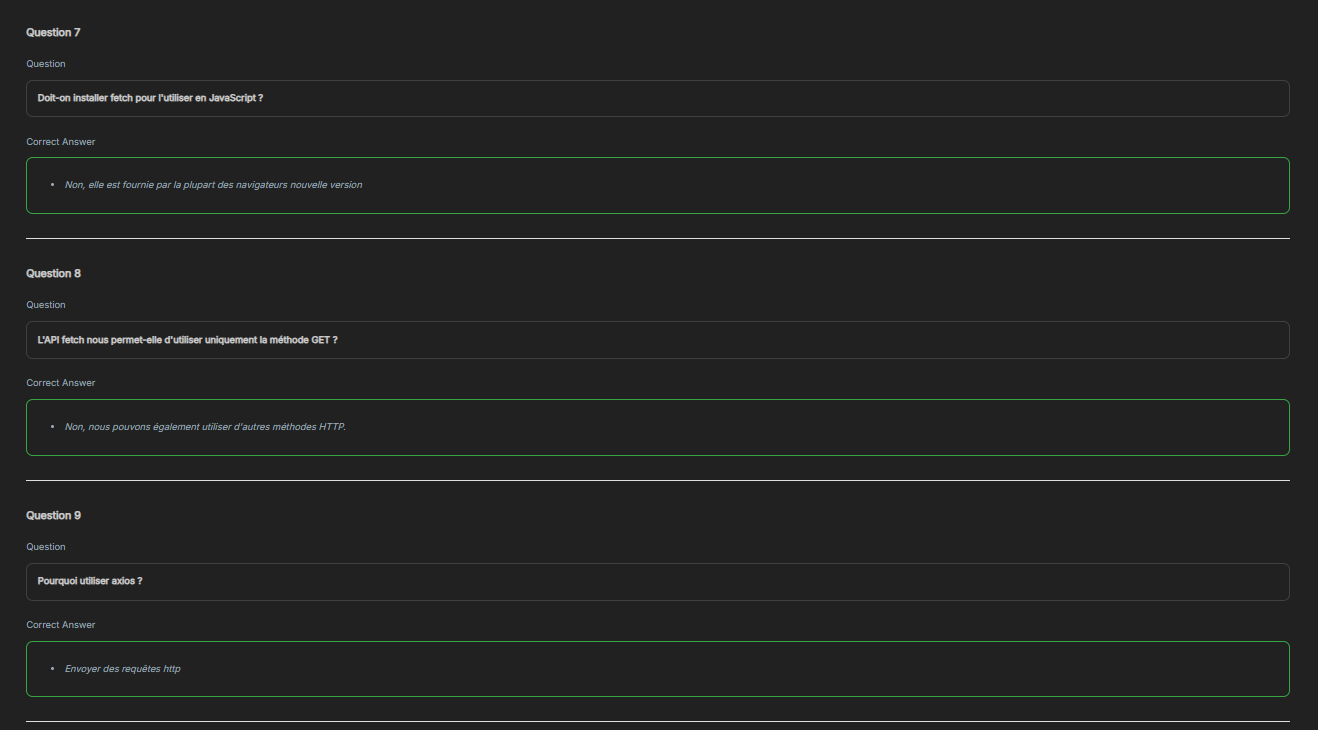 Question 7
Question
Doit-on installer fetch pour l'utiliser en JavaScript ?
Correct Answer
• Non, elle est fournie par la plupart des navigateurs nouvelle version
Question 8
Question
L'API fetch nous permet-elle d'utiliser uniquement la méthode GET ?
Correct Answer
• Non, nous pouvons également utiliser d'autres méthodes HTTP.
Question 9
Question
Pourquoi utiliser axios ?
Correct Answer
• Envoyer des requêtes http